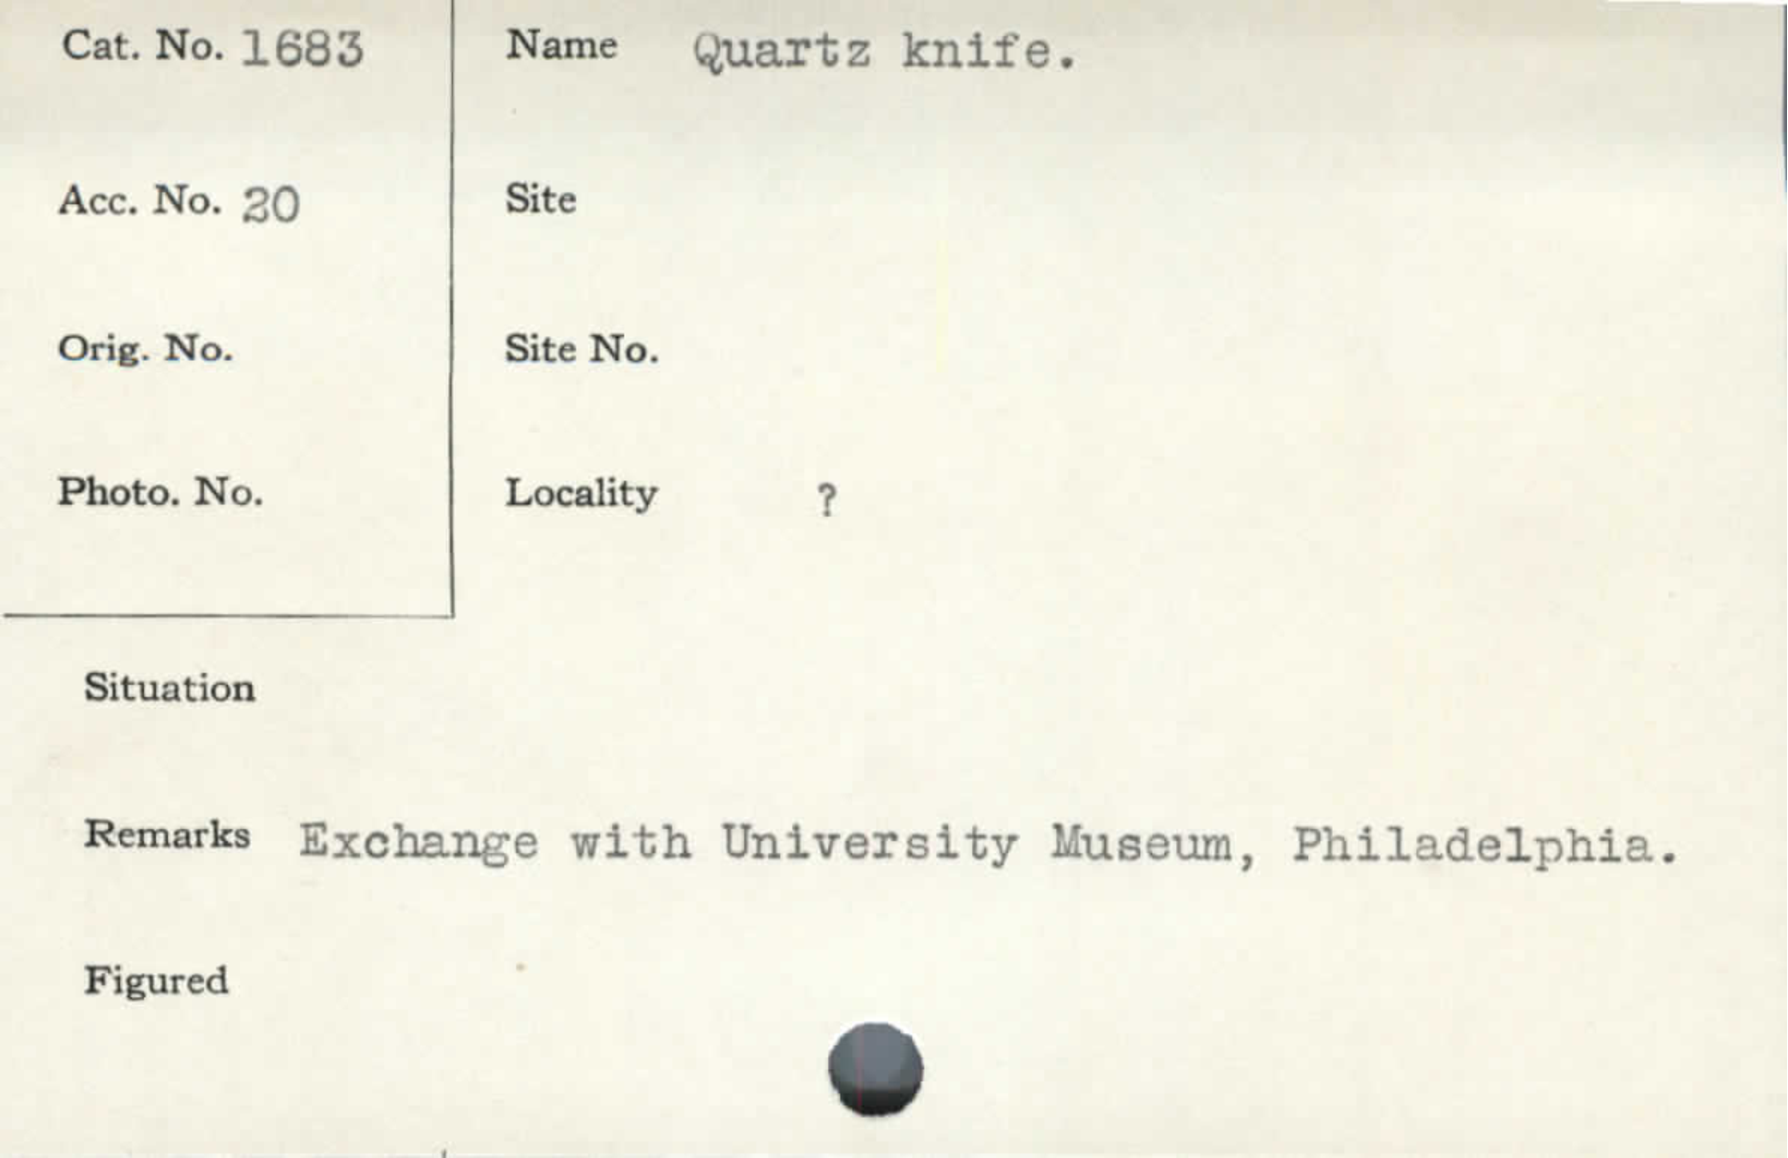 Cat. No. 1683
Name Quartz knife.
Acc. No. 20
Site
Orig. No.
Site No.
Photo. No.
Locality ?
Situation
Remarks Exchange with University Museum, Philadelphia.
Figured